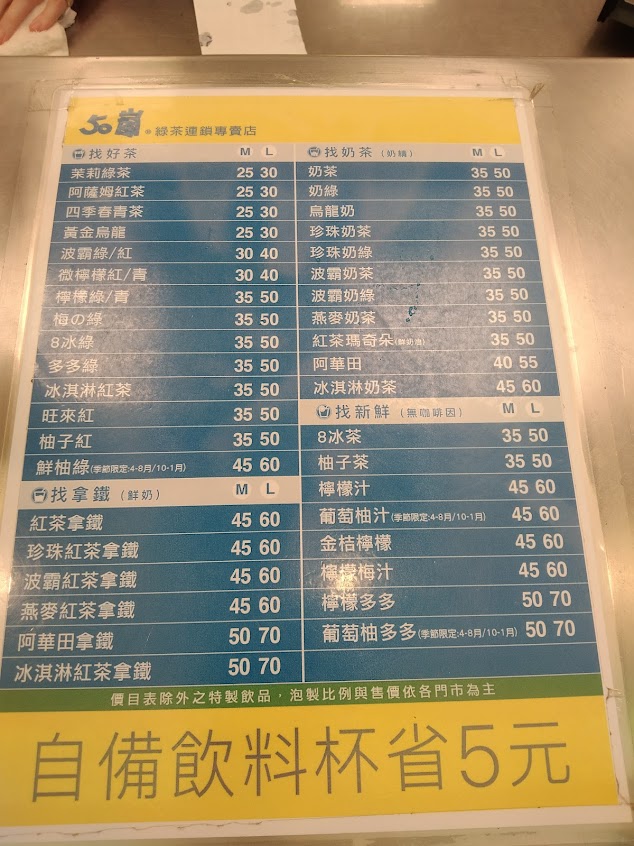 50嵐®綠茶連鎖專賣店
找好茶 M L
茉莉綠茶 25 30
阿薩姆紅茶 25 30
四季春青茶 25 30
黃金烏龍 25 30
波霸綠/紅 30 40
微檸檬紅/青 30 40
檸檬綠/青 35 50
梅の綠 35 50
8冰綠 35 50
多多綠 35 50
冰淇淋紅茶 35 50
旺來紅 35 50
柚子紅 35 50
鮮柚綠(季節限定:4-8月/10-1月) 45 60
找拿鐵(鮮奶) M L
紅茶拿鐵 45 60
珍珠紅茶拿鐵 45 60
波霸紅茶拿鐵 45 60
燕麥紅茶拿鐵 45 60
阿華田拿鐵 50 70
冰淇淋紅茶拿鐵 50 70
找奶茶(奶精) M L
奶茶 35 50
奶綠 35 50
烏龍奶 35 50
珍珠奶茶 35 50
珍珠奶綠 35 50
波霸奶茶 35 50
波霸奶綠 35 50
燕麥奶茶 35 50
紅茶瑪奇朵(鮮奶油) 35 50
阿華田 40 55
冰淇淋奶茶 45 60
找新鮮(無咖啡因) M L
8冰茶 35 50
柚子茶 35 50
檸檬汁 45 60
葡萄柚汁(季節限定:4-8月/10-1月) 45 60
金桔檸檬 45 60
檸檬梅汁 45 60
檸檬多多 50 70
葡萄柚多多(季節限定:4-8月/10-1月) 50 70
價目表除外之特製飲品，泡製比例與售價依各門市為主
自備飲料杯省5元